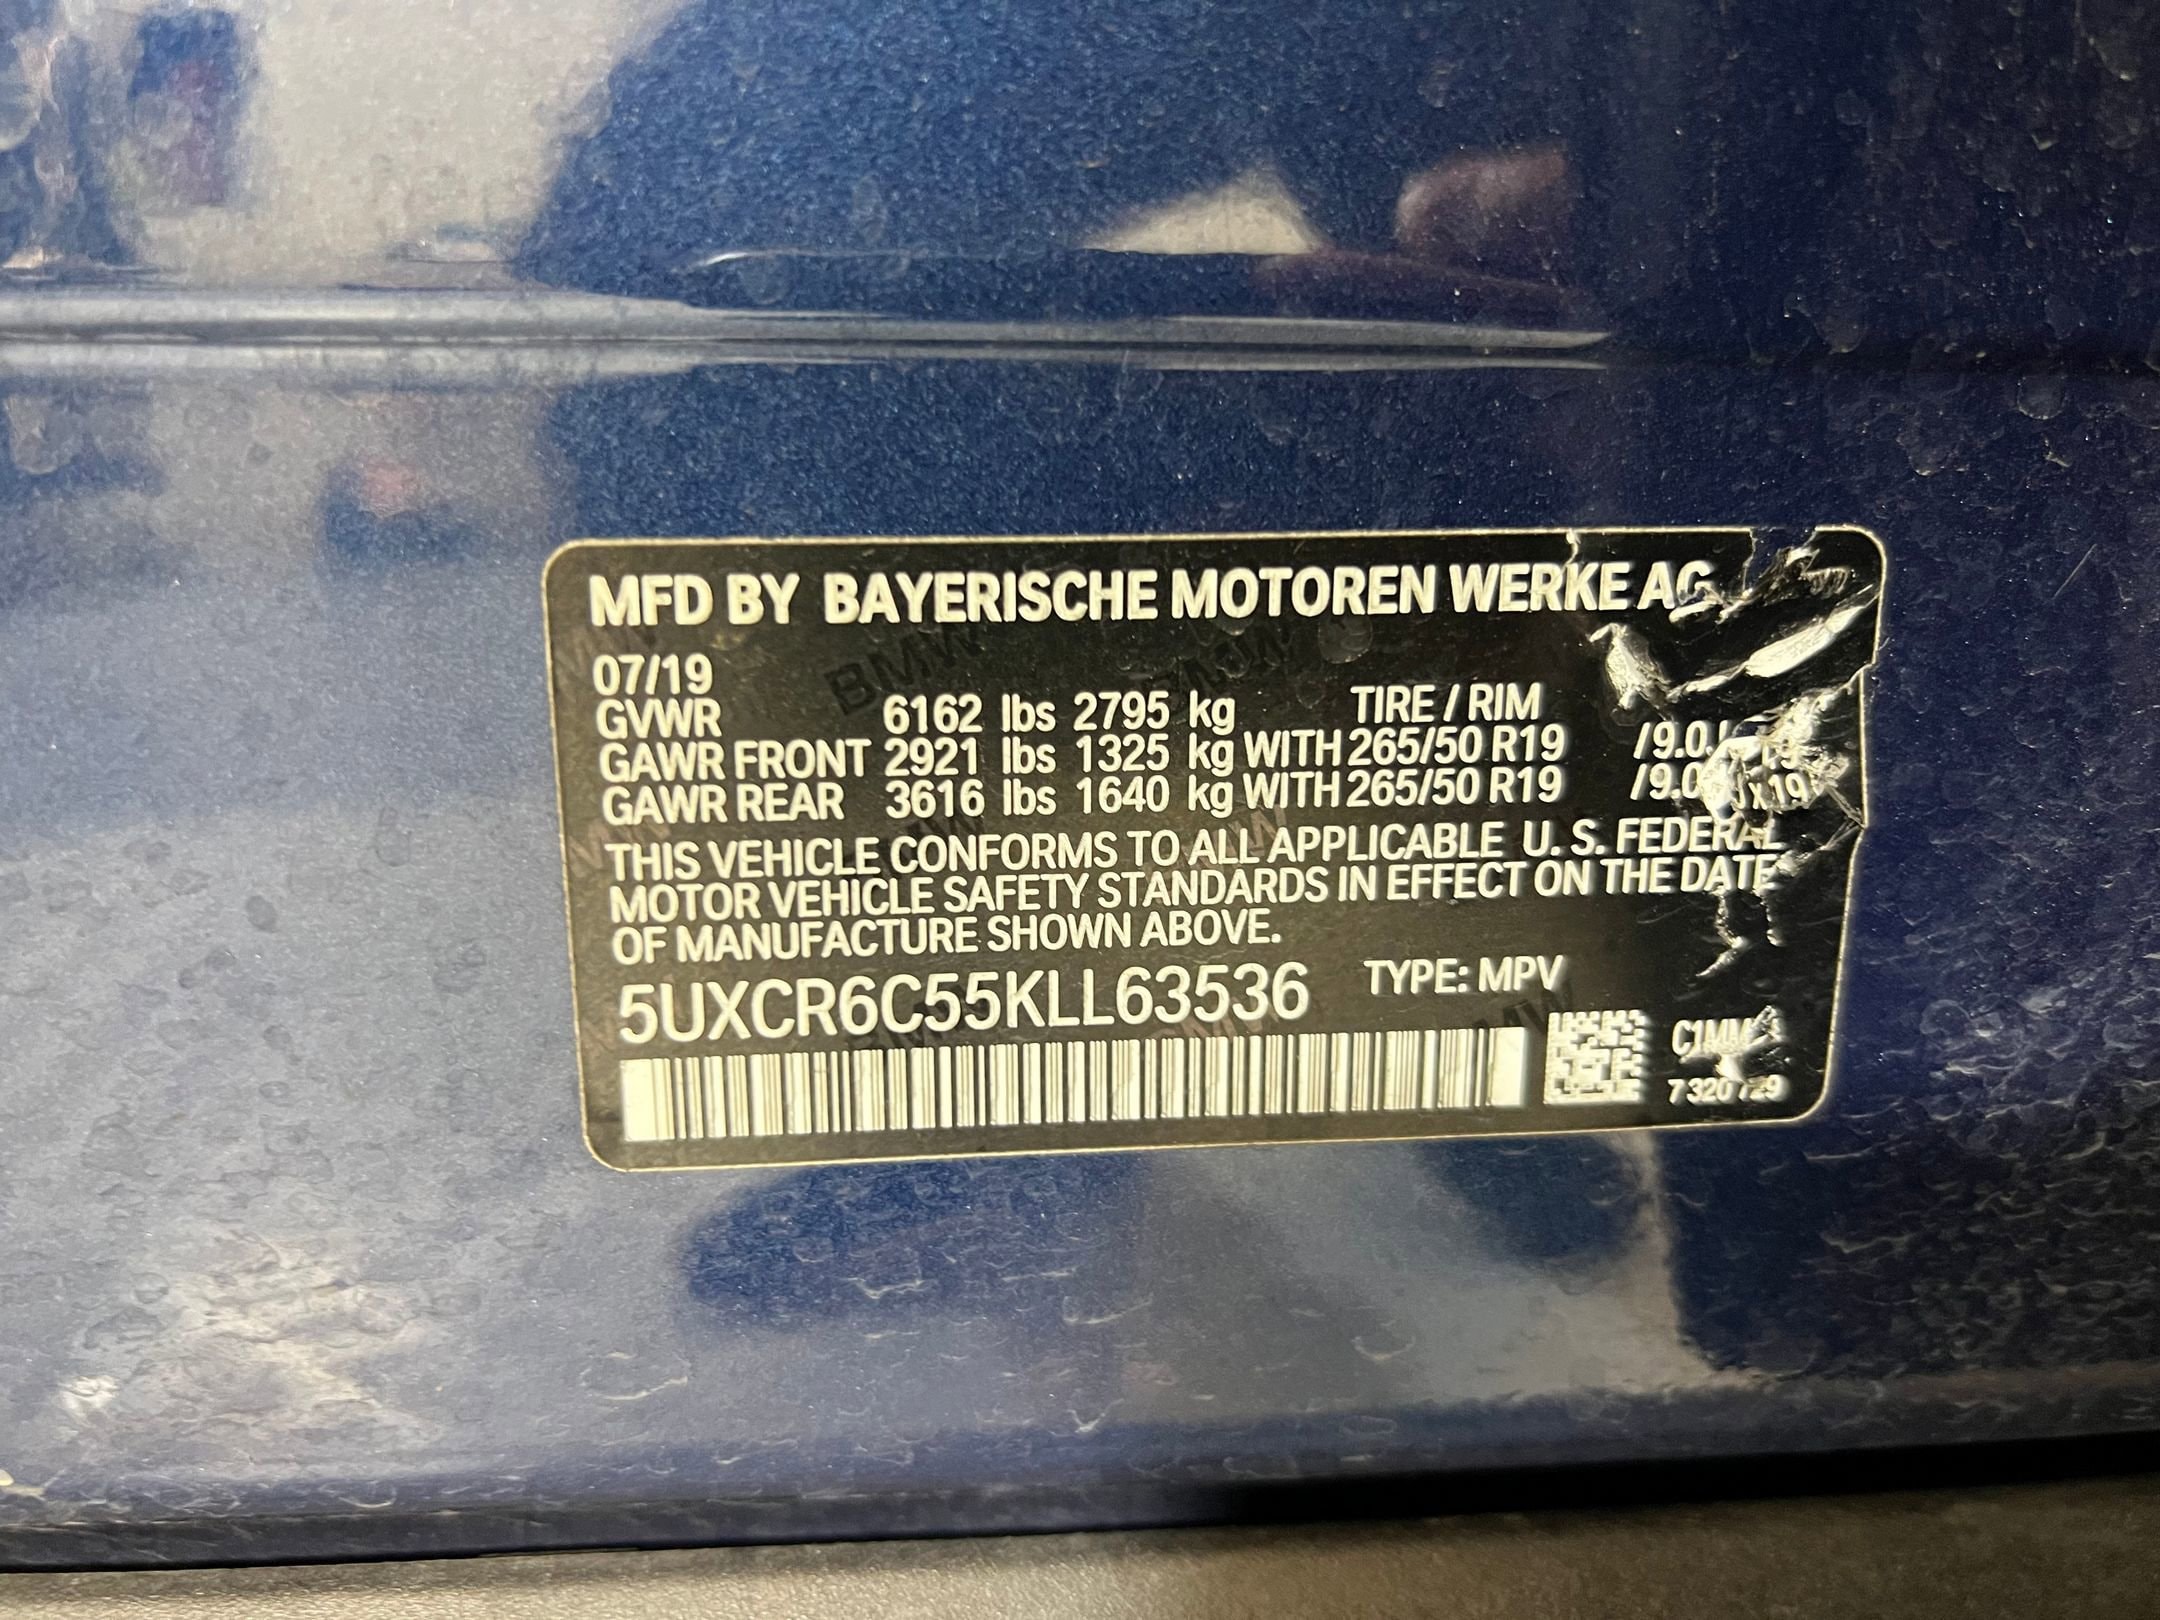 MFD BY BAYERISCHE MOTOREN WERKE AG
07/19
GVWR 6162 lbs 2795 kg TIRE / RIM
GAWR FRONT 2921 lbs 1325 kg WITH 265/50 R19
GAWR REAR 3616 lbs 1640 kg WITH 265/50 R19
THIS VEHICLE CONFORMS TO ALL APPLICABLE U. S. FEDERAL
MOTOR VEHICLE SAFETY STANDARDS IN EFFECT ON THE DATE
OF MANUFACTURE SHOWN ABOVE.
5UXCR6C55KLL63536 TYPE: MPV